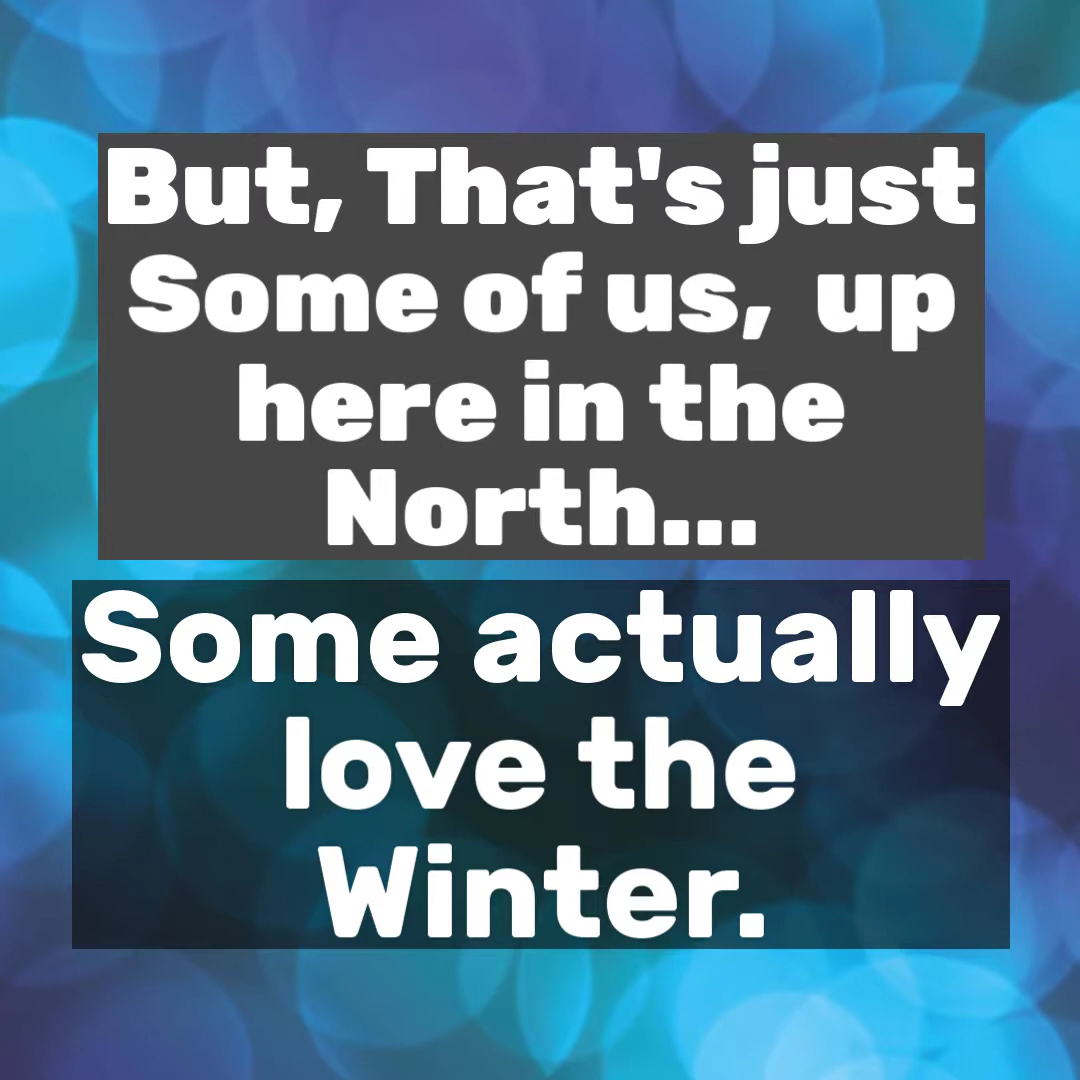 But, That's just
Some of us,  up
here in the
North...
Some actually
love the
Winter.